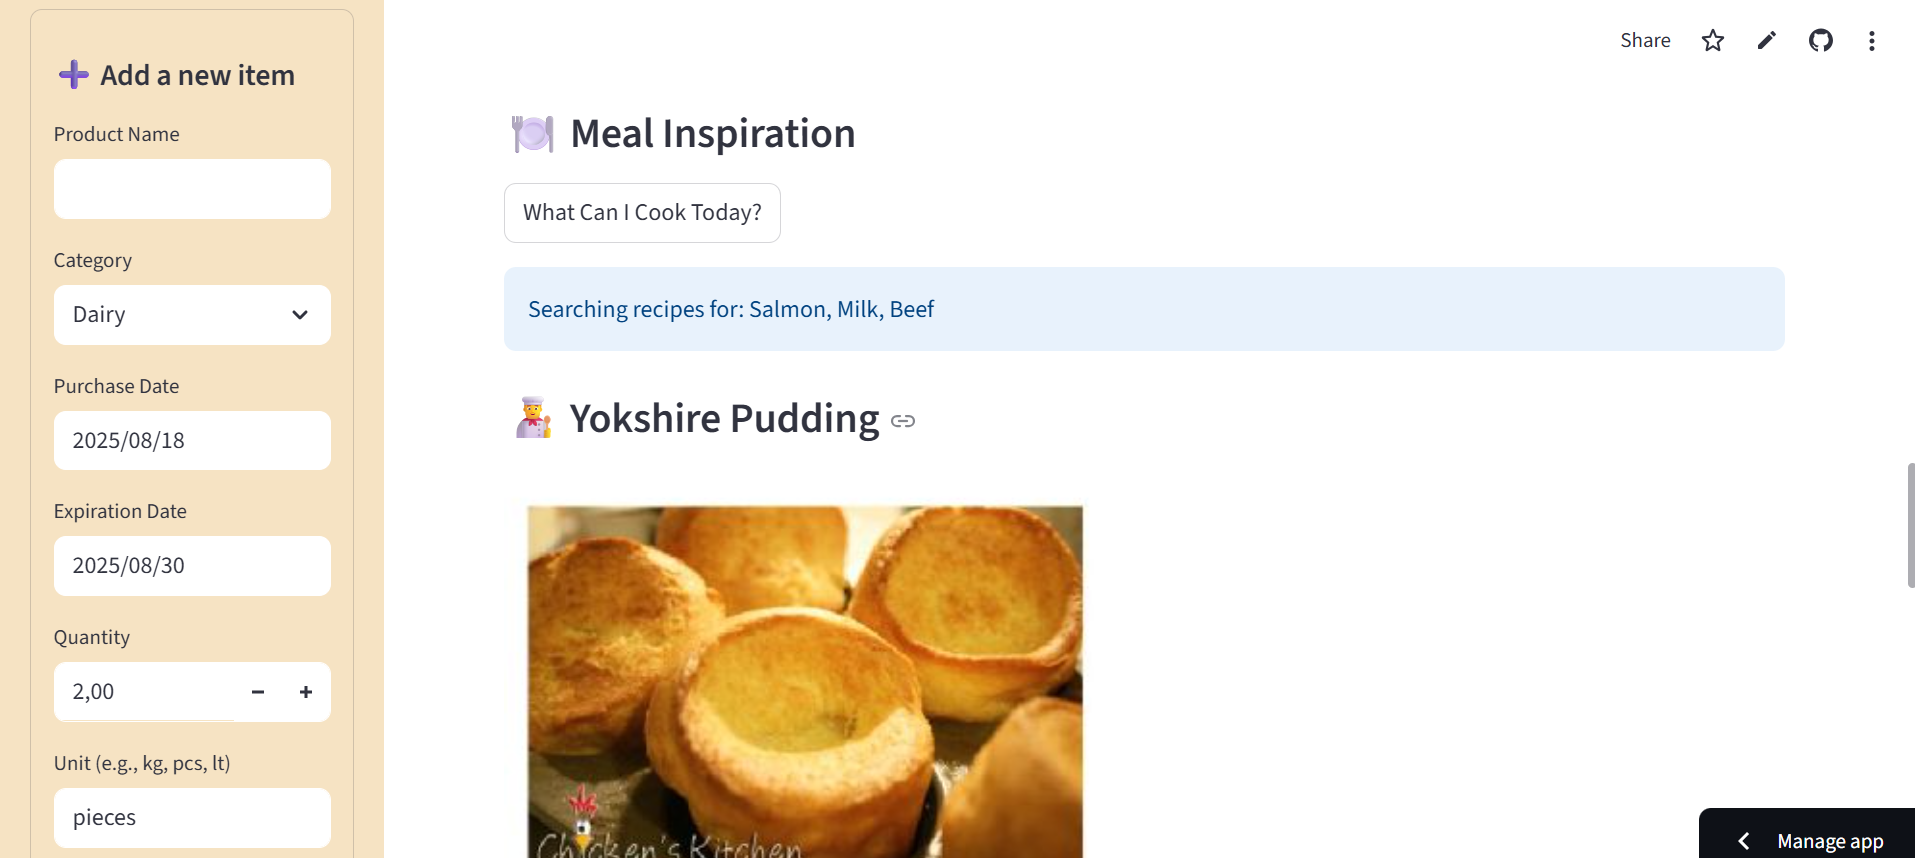 Add a new item
Product Name
Category
Dairy
Purchase Date
2025/08/18
Expiration Date
2025/08/30
Quantity
2,00
Unit (e.g., kg, pcs, lt)
pieces
Share
Meal Inspiration
What Can I Cook Today?
Searching recipes for: Salmon, Milk, Beef
Yokshire Pudding
Chicken's Kitchen
Manage app